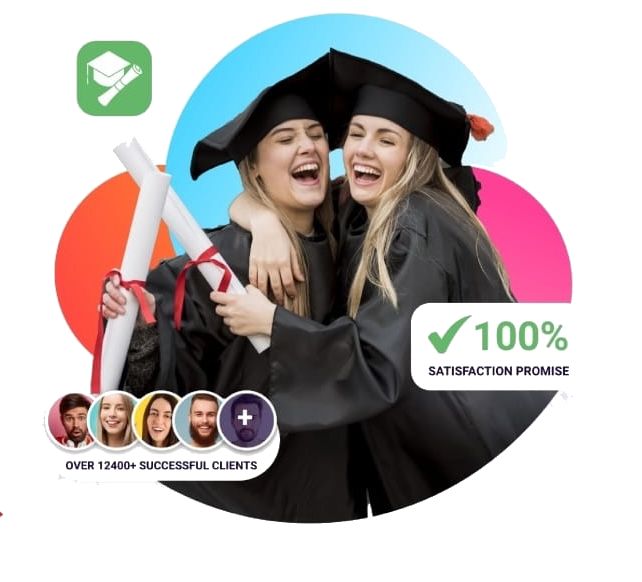 100%
SATISFACTION PROMISE
+
OVER 12400+ SUCCESSFUL CLIENTS